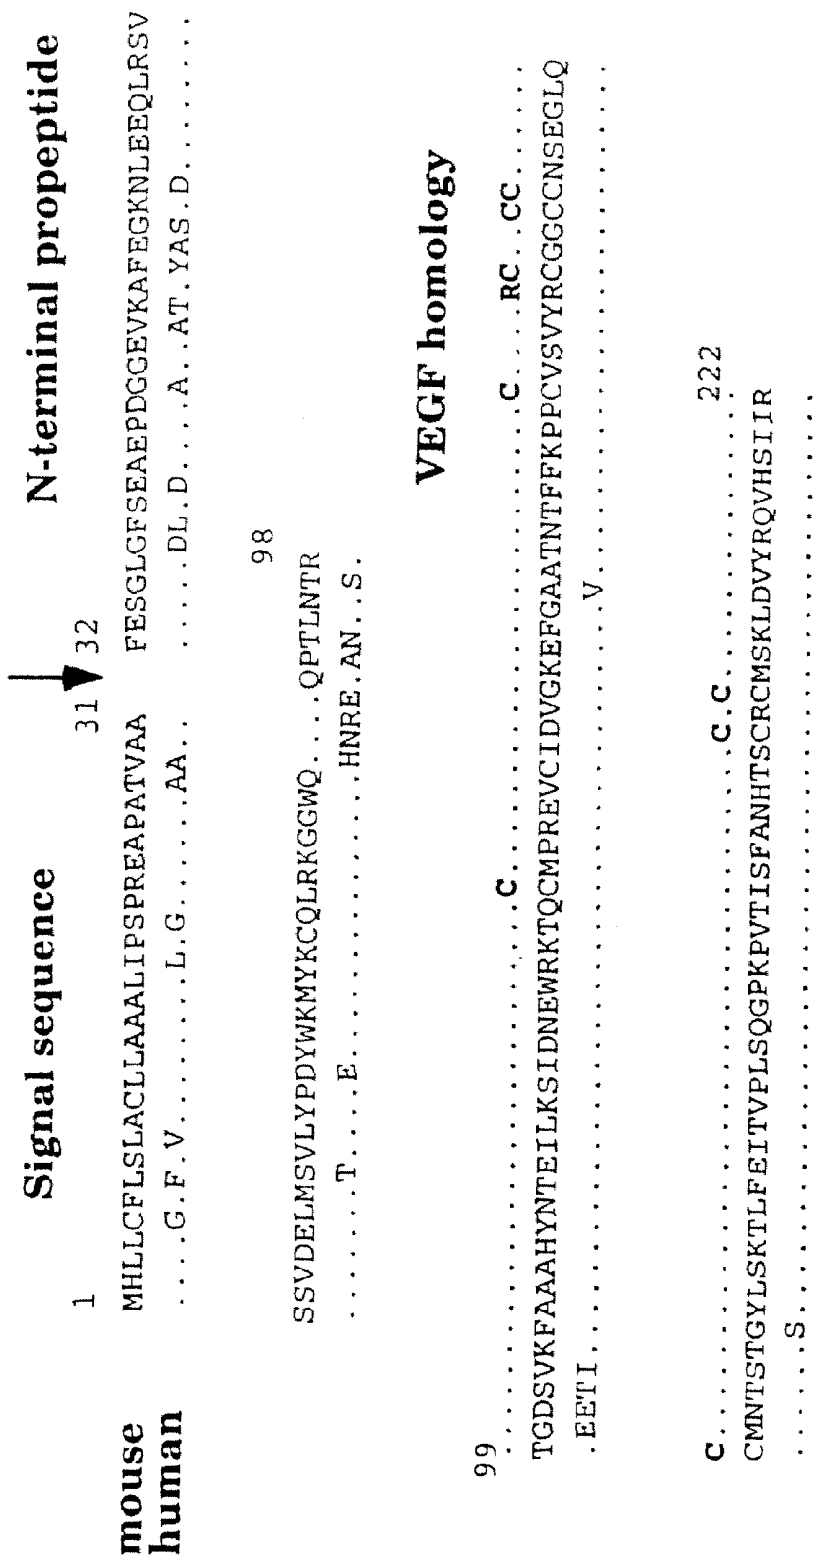 Signal sequence N-terminal propeptide
1 31 32
mouse MHLLCFLSLACLLAAALIPSPREAPATVAA FESGLGFSEAEPDGGEVKAFEGKNLEEQLRSV
human ....G.F.V........L.G......AA.. .....DL.D....A..AT.YAS.D........
98
SSVDELMSVLYPDYWKMYKCQLRKGGWQ....QPTLNTR
.......T....E...............HNRE.AN..S.
VEGF homology
99
............................C........................C....RC..CC......
TGDSVKFAAAHYNTEILKSIDNEWRKTQCMPREVCIDVGKEFGAATNTFFKPPCVSVYRCGGCCNSEGLQ
.EETI......................................V..........................
222
C...................................C.C...............
CMNTSTGYLSKTLFEITVPLSQGPKPVTISFANHTSCRCMSKLDVYRQVHSIIR
......S...............................................